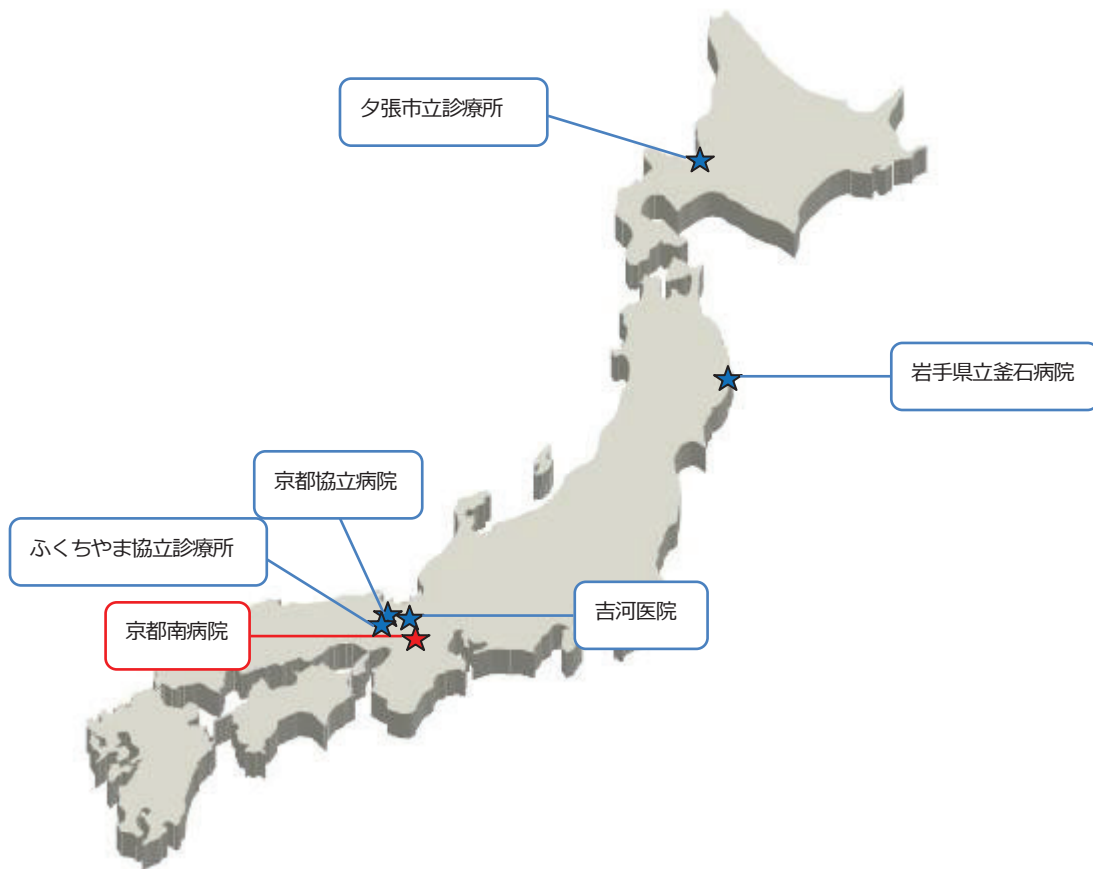 夕張市立診療所
岩手県立釜石病院
京都協立病院
ふくちやま協立診療所
吉河医院
京都南病院